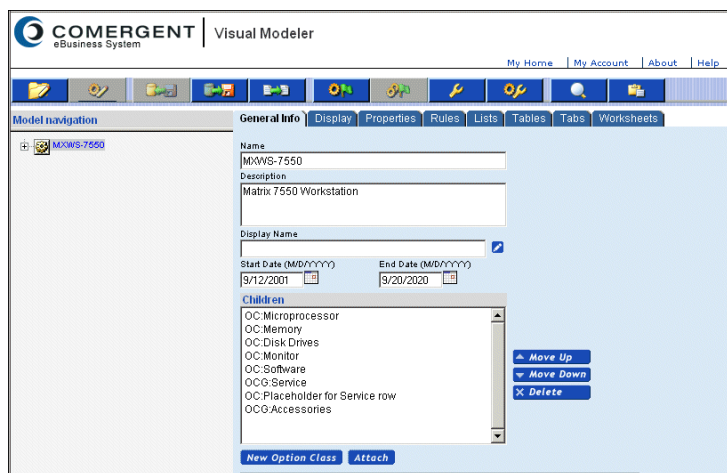 COMERGENT
eBusiness System
Visual Modeler
My Home | My Account | About | Help
Model navigation
MXWS-7550
General Info Display Properties Rules Lists Tables Tabs Worksheets
Name
MXWS-7550
Description
Matrix 7550 Workstation
Display Name
Start Date (M/D/YYYY) End Date (M/D/YYYY)
9/12/2001 9/20/2020
Children
OC:Microprocessor
OC:Memory
OC:Disk Drives
OC:Monitor
OC:Software
OCG:Service
OC:Placeholder for Service row
OCG:Accessories
Move Up
Move Down
Delete
New Option Class Attach